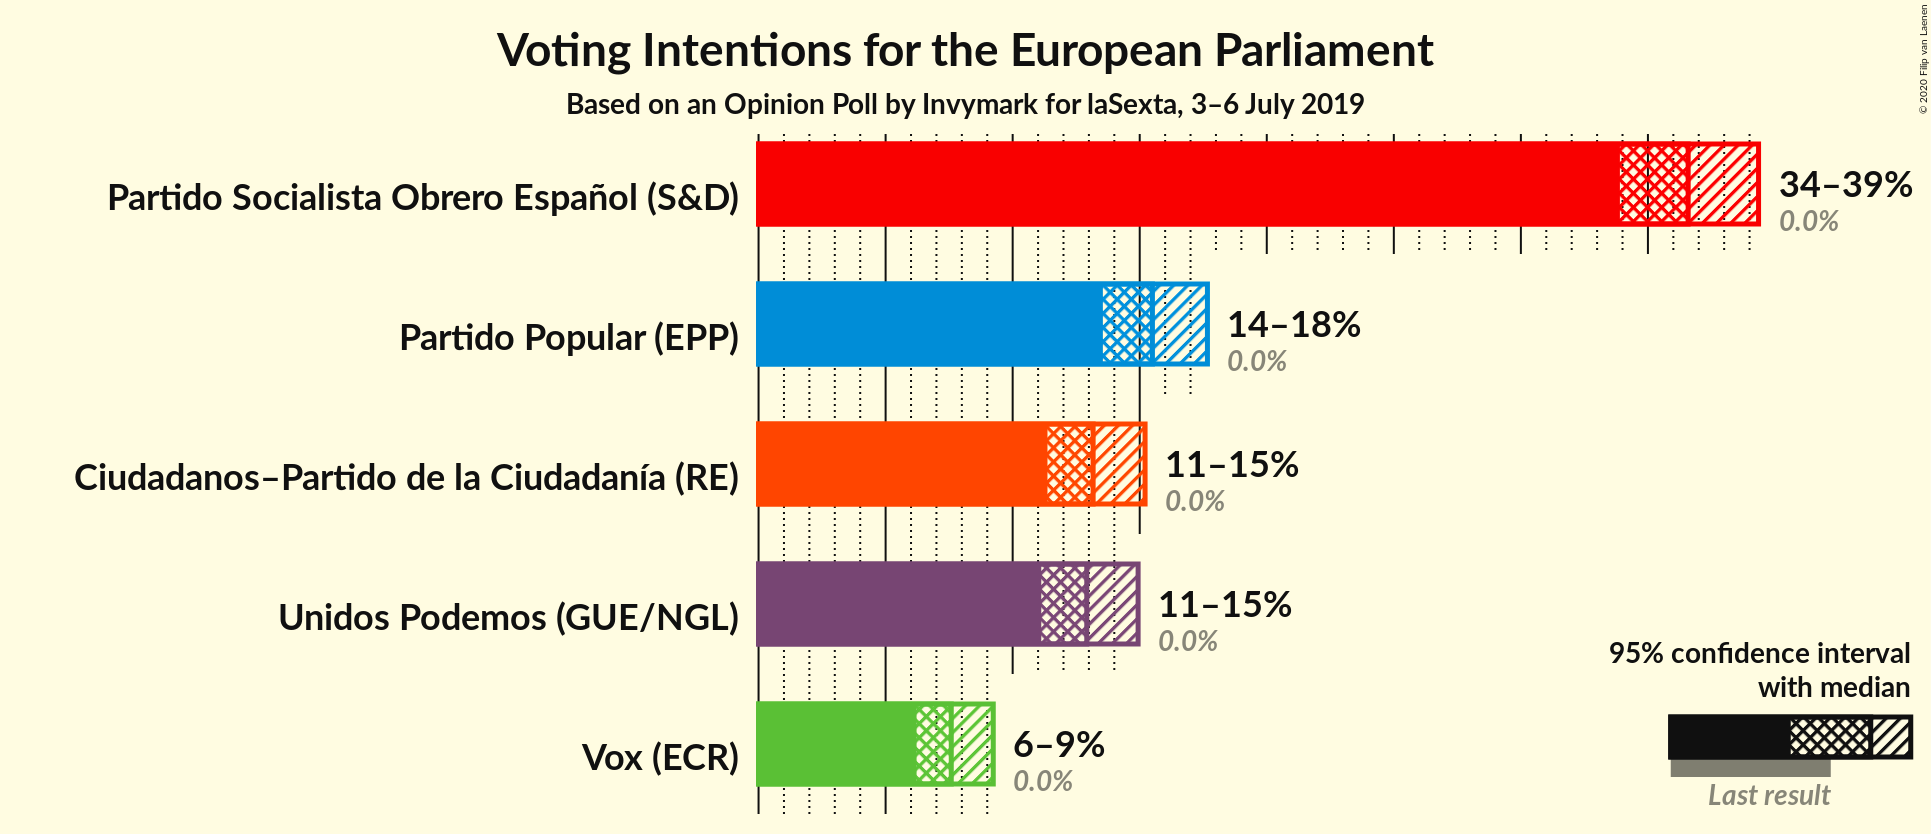 Voting Intentions for the European Parliament
Based on an Opinion Poll by Invymark for laSexta, 3–6 July 2019
© 2020 Filip van Laenen
Partido Socialista Obrero Español (S&D)
34–39%
0.0%
Partido Popular (EPP)
14–18%
0.0%
Ciudadanos–Partido de la Ciudadanía (RE)
11–15%
0.0%
Unidos Podemos (GUE/NGL)
11–15%
0.0%
Vox (ECR)
6–9%
0.0%
95% confidence interval
with median
Last result